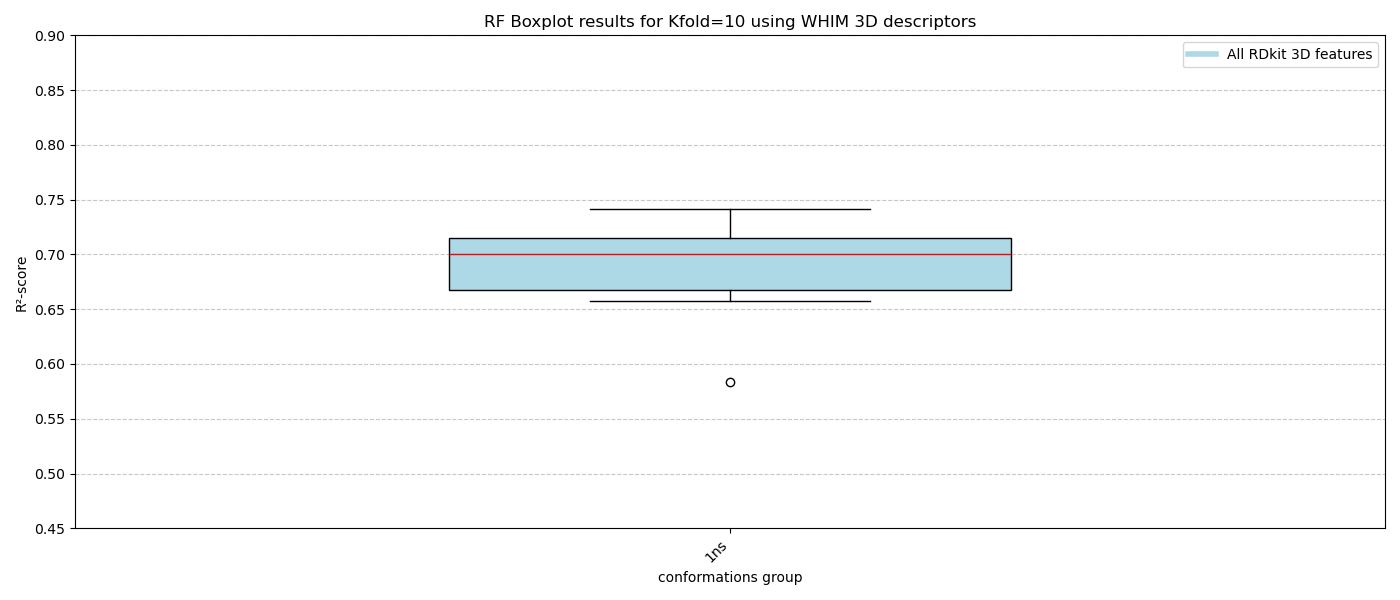 RF Boxplot results for Kfold=10 using WHIM 3D descriptors
All RDkit 3D features
0.90
0.85
0.80
0.75
0.70
0.65
0.60
0.55
0.50
0.45
R²-score
1ns
conformations group